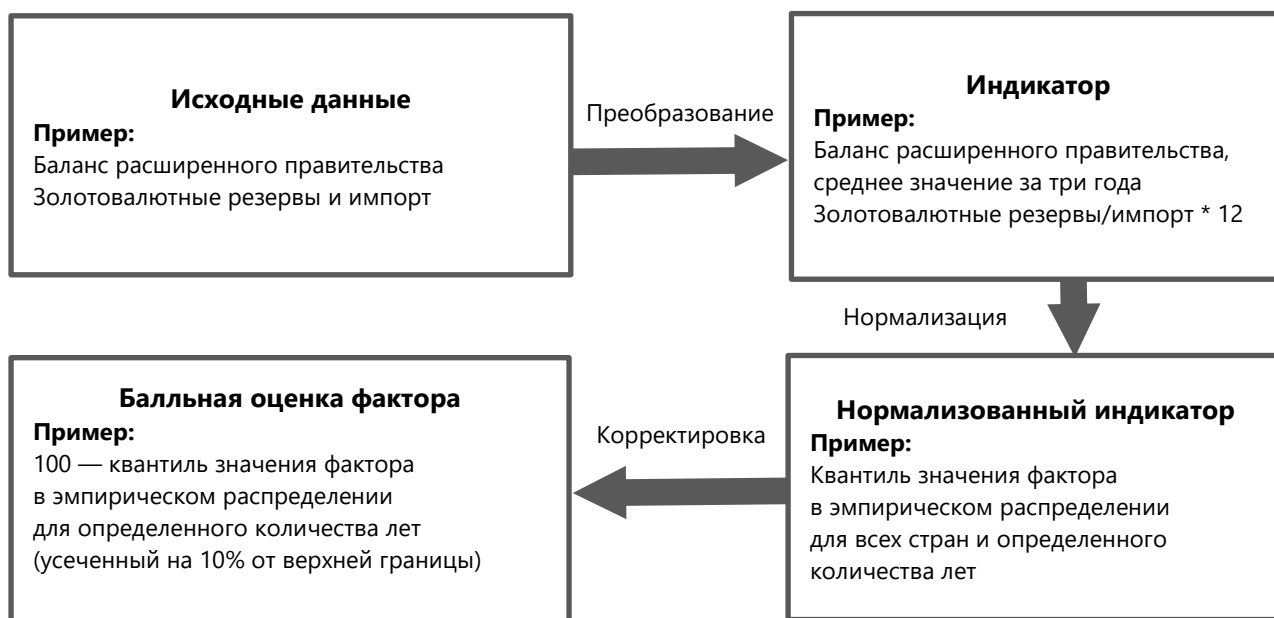 Исходные данные
Пример:
Баланс расширенного правительства
Золотовалютные резервы и импорт
Преобразование
Индикатор
Пример:
Баланс расширенного правительства,
среднее значение за три года
Золотовалютные резервы/импорт * 12
Нормализация
Нормализованный индикатор
Пример:
Квантиль значения фактора
в эмпирическом распределении
для всех стран и определенного
количества лет
Корректировка
Балльная оценка фактора
Пример:
100 — квантиль значения фактора
в эмпирическом распределении
для определенного количества лет
(усеченный на 10% от верхней границы)